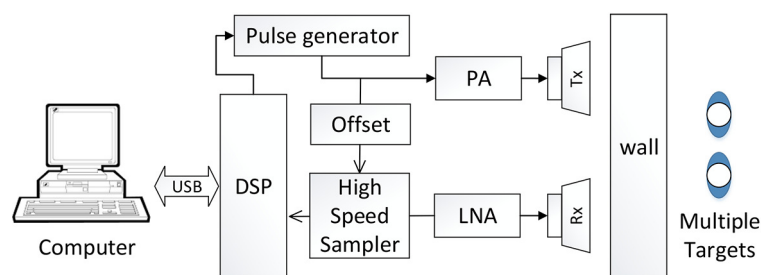 Pulse generator
PA
Tx
Offset
wall
USB
DSP
High
Speed
Sampler
LNA
Rx
Computer
Multiple
Targets